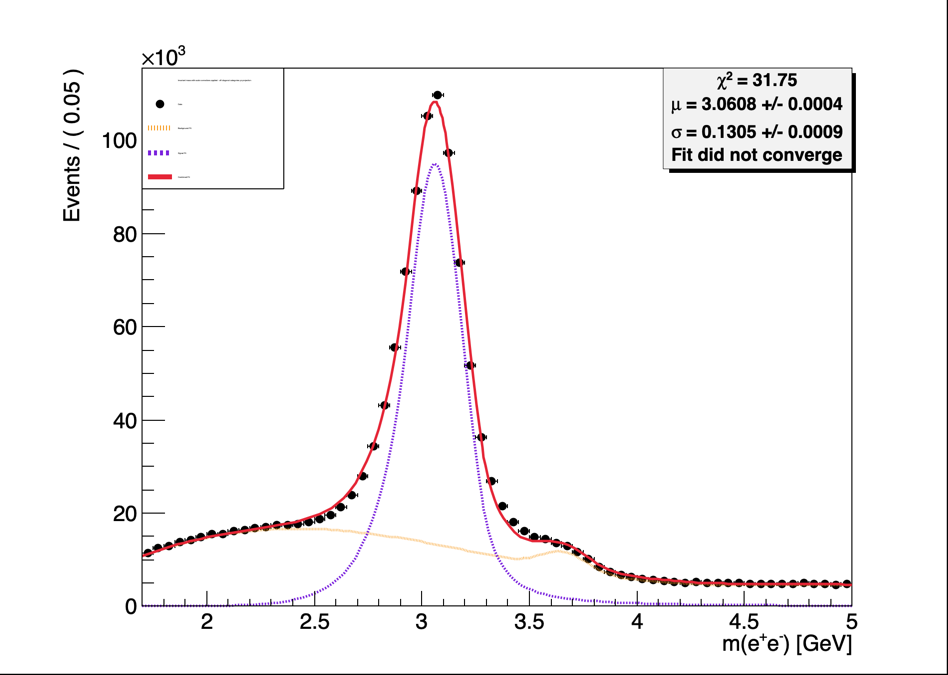 ×10³
Events / ( 0.05 )
χ² = 31.75
μ = 3.0608 +/- 0.0004
σ = 0.1305 +/- 0.0009
Fit did not converge
100
80
60
40
20
0
2
2.5
3
3.5
4
4.5
5
m(e⁺e⁻) [GeV]